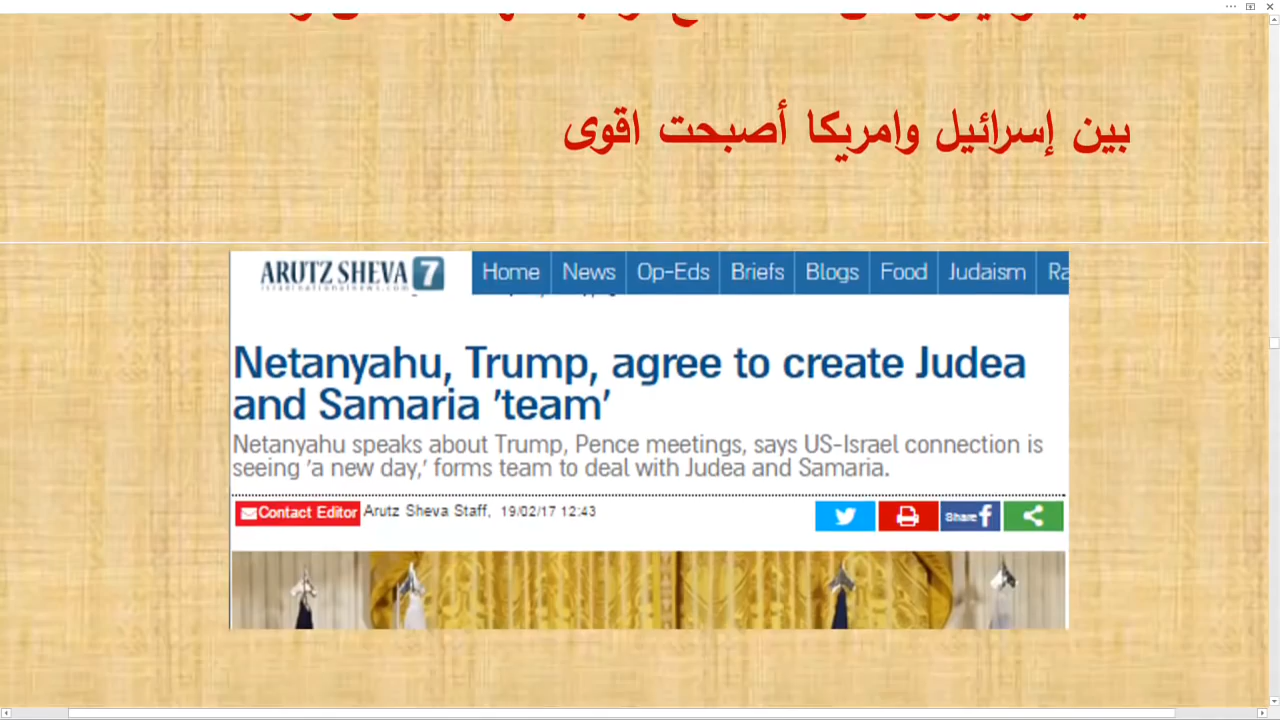 بين إسرائيل وامريكا أصبحت اقوى
ARUTZ SHEVA 7
israelnationalnews.com
Home News Op-Eds Briefs Blogs Food Judaism Ra
Netanyahu, Trump, agree to create Judea
and Samaria 'team'
Netanyahu speaks about Trump, Pence meetings, says US-Israel connection is
seeing 'a new day,' forms team to deal with Judea and Samaria.
Contact Editor Arutz Sheva Staff, 19/02/17 12:43
Share